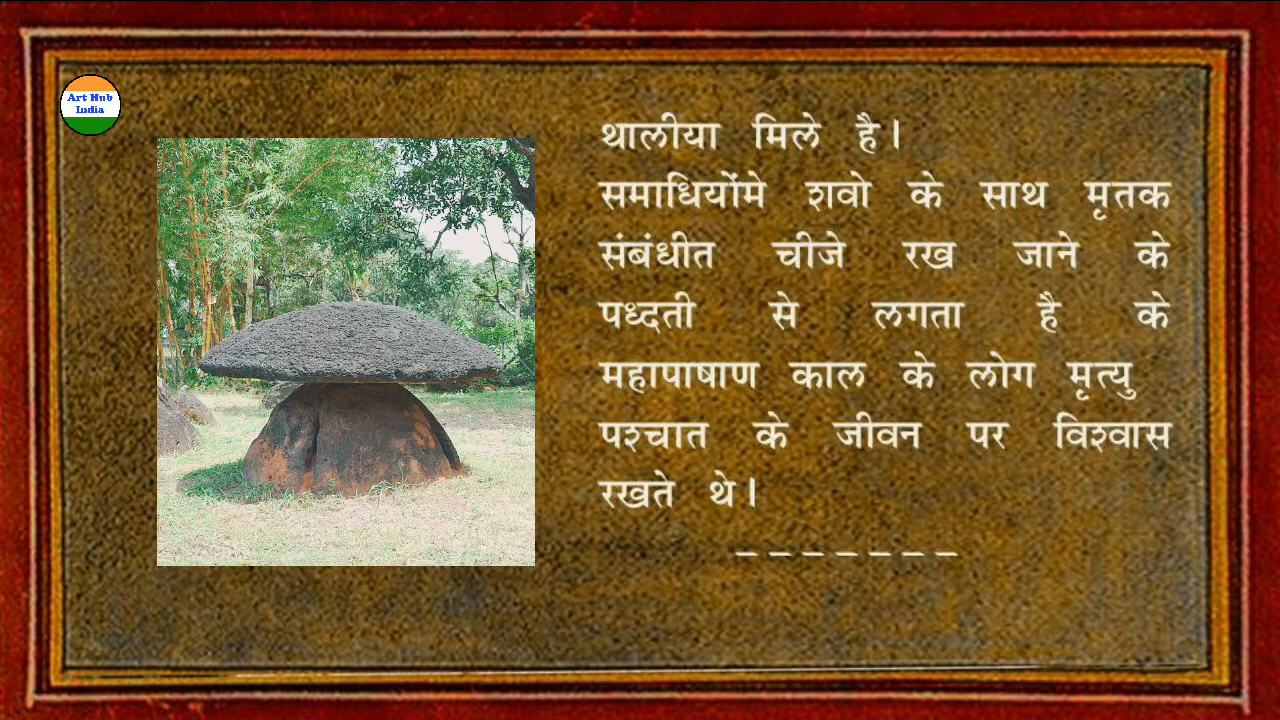 Art Hub
India
थालीया मिले है।
समाधियोंमे शवो के साथ मृतक
संबंधीत चीजे रख जाने के
पध्दती से लगता है के
महापाषाण काल के लोग मृत्यु
पश्चात के जीवन पर विश्वास
रखते थे।
-------